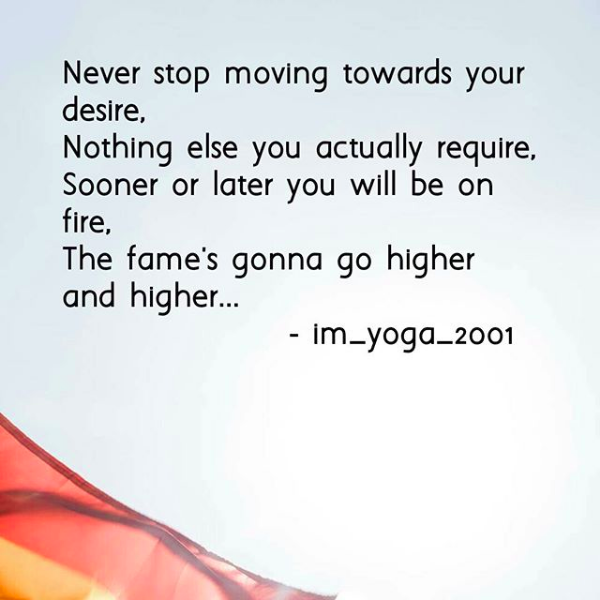 Never stop moving towards your
desire,
Nothing else you actually require,
Sooner or later you will be on
fire,
The fame's gonna go higher
and higher...
- im_yoga_2001